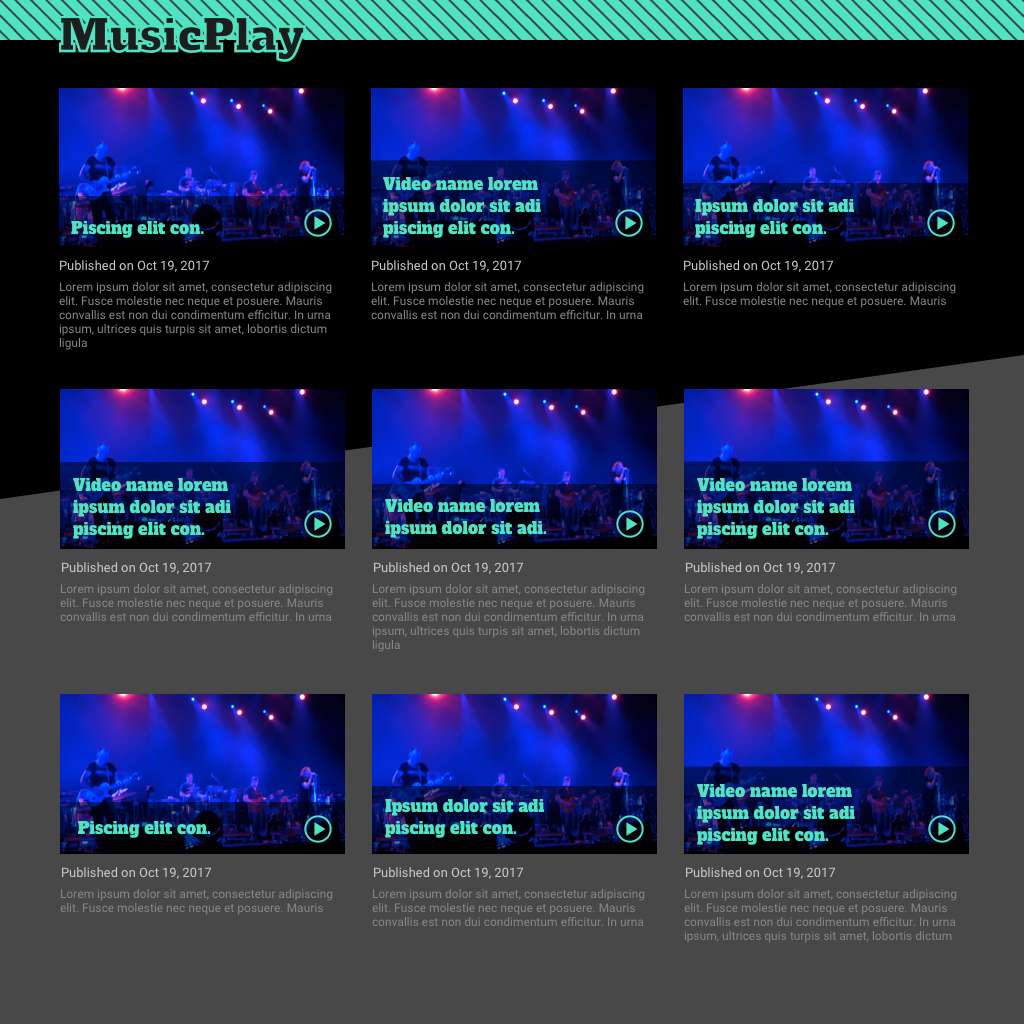 MusicPlay
Piscing elit con.
Published on Oct 19, 2017
Lorem ipsum dolor sit amet, consectetur adipiscing
elit. Fusce molestie nec neque et posuere. Mauris
convallis est non dui condimentum efficitur. In urna
ipsum, ultrices quis turpis sit amet, lobortis dictum
ligula
Video name lorem
ipsum dolor sit adi
piscing elit con.
Published on Oct 19, 2017
Lorem ipsum dolor sit amet, consectetur adipiscing
elit. Fusce molestie nec neque et posuere. Mauris
convallis est non dui condimentum efficitur. In urna
Ipsum dolor sit adi
piscing elit con.
Published on Oct 19, 2017
Lorem ipsum dolor sit amet, consectetur adipiscing
elit. Fusce molestie nec neque et posuere. Mauris
Video name lorem
ipsum dolor sit adi
piscing elit con.
Published on Oct 19, 2017
Lorem ipsum dolor sit amet, consectetur adipiscing
elit. Fusce molestie nec neque et posuere. Mauris
convallis est non dui condimentum efficitur. In urna
Video name lorem
ipsum dolor sit adi.
Published on Oct 19, 2017
Lorem ipsum dolor sit amet, consectetur adipiscing
elit. Fusce molestie nec neque et posuere. Mauris
convallis est non dui condimentum efficitur. In urna
ipsum, ultrices quis turpis sit amet, lobortis dictum
ligula
Video name lorem
ipsum dolor sit adi
piscing elit con.
Published on Oct 19, 2017
Lorem ipsum dolor sit amet, consectetur adipiscing
elit. Fusce molestie nec neque et posuere. Mauris
convallis est non dui condimentum efficitur. In urna
Piscing elit con.
Published on Oct 19, 2017
Lorem ipsum dolor sit amet, consectetur adipiscing
elit. Fusce molestie nec neque et posuere. Mauris
Ipsum dolor sit adi
piscing elit con.
Published on Oct 19, 2017
Lorem ipsum dolor sit amet, consectetur adipiscing
elit. Fusce molestie nec neque et posuere. Mauris
convallis est non dui condimentum efficitur. In urna
Video name lorem
ipsum dolor sit adi
piscing elit con.
Published on Oct 19, 2017
Lorem ipsum dolor sit amet, consectetur adipiscing
elit. Fusce molestie nec neque et posuere. Mauris
convallis est non dui condimentum efficitur. In urna
ipsum, ultrices quis turpis sit amet, lobortis dictum